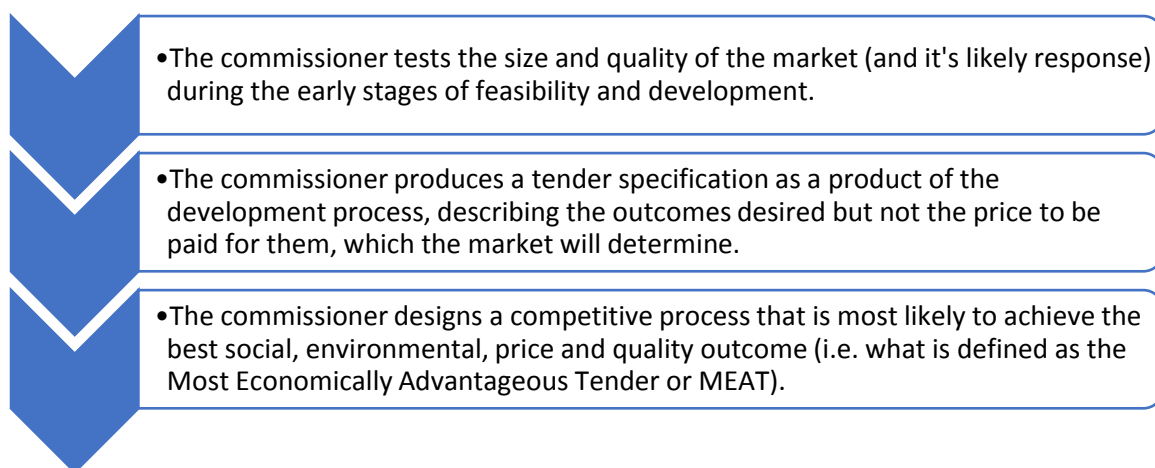 •The commissioner tests the size and quality of the market (and it's likely response)
during the early stages of feasibility and development.
•The commissioner produces a tender specification as a product of the
development process, describing the outcomes desired but not the price to be
paid for them, which the market will determine.
•The commissioner designs a competitive process that is most likely to achieve the
best social, environmental, price and quality outcome (i.e. what is defined as the
Most Economically Advantageous Tender or MEAT).